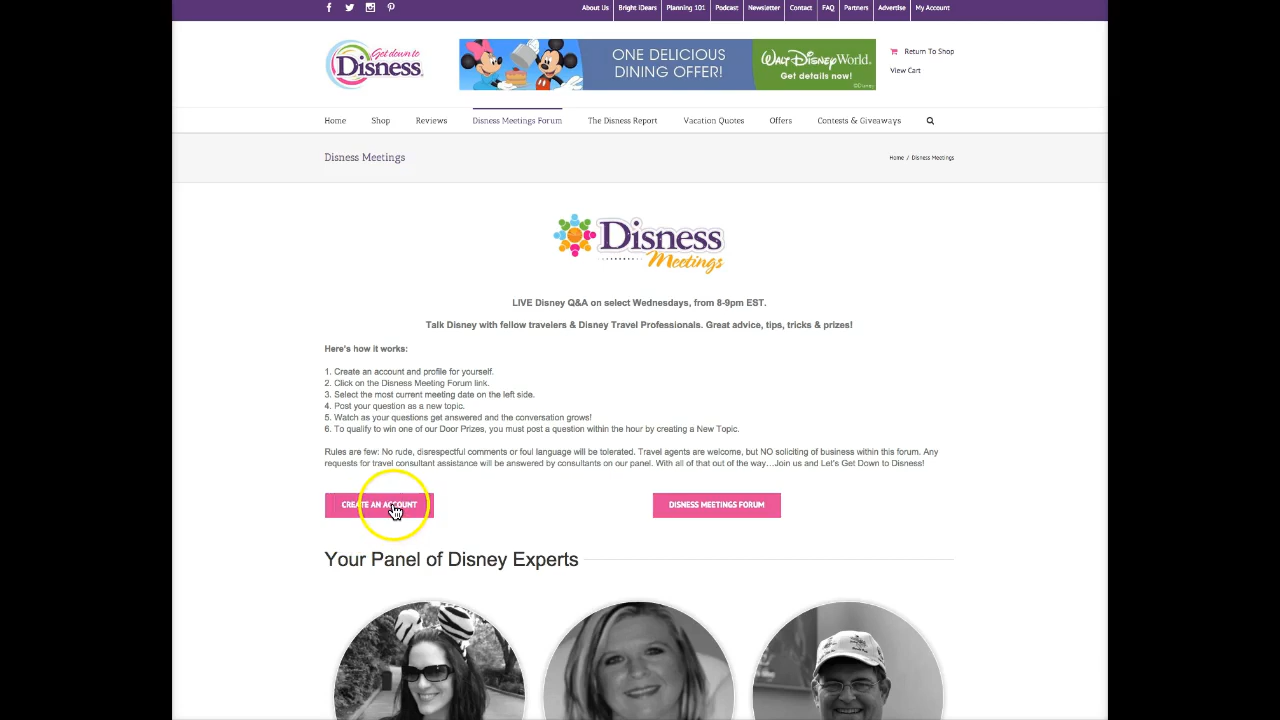 About Us Bright IDears Planning 101 Podcast Newsletter Contact FAQ Partners Advertise My Account
Get down to
Disness
ONE DELICIOUS
DINING OFFER!
WALT DISNEY World.
Get details now!
©Disney
Return To Shop
View Cart
Home Shop Reviews Disness Meetings Forum The Disness Report Vacation Quotes Offers Contests & Giveaways
Disness Meetings
Home / Disness Meetings
Disness
Meetings
LIVE Disney Q&A on select Wednesdays, from 8-9pm EST.
Talk Disney with fellow travelers & Disney Travel Professionals. Great advice, tips, tricks & prizes!
Here's how it works:
1. Create an account and profile for yourself.
2. Click on the Disness Meeting Forum link.
3. Select the most current meeting date on the left side.
4. Post your question as a new topic.
5. Watch as your questions get answered and the conversation grows!
6. To qualify to win one of our Door Prizes, you must post a question within the hour by creating a New Topic.
Rules are few: No rude, disrespectful comments or foul language will be tolerated. Travel agents are welcome, but NO soliciting of business within this forum. Any
requests for travel consultant assistance will be answered by consultants on our panel. With all of that out of the way…Join us and Let's Get Down to Disness!
CREATE AN ACCOUNT
DISNESS MEETINGS FORUM
Your Panel of Disney Experts